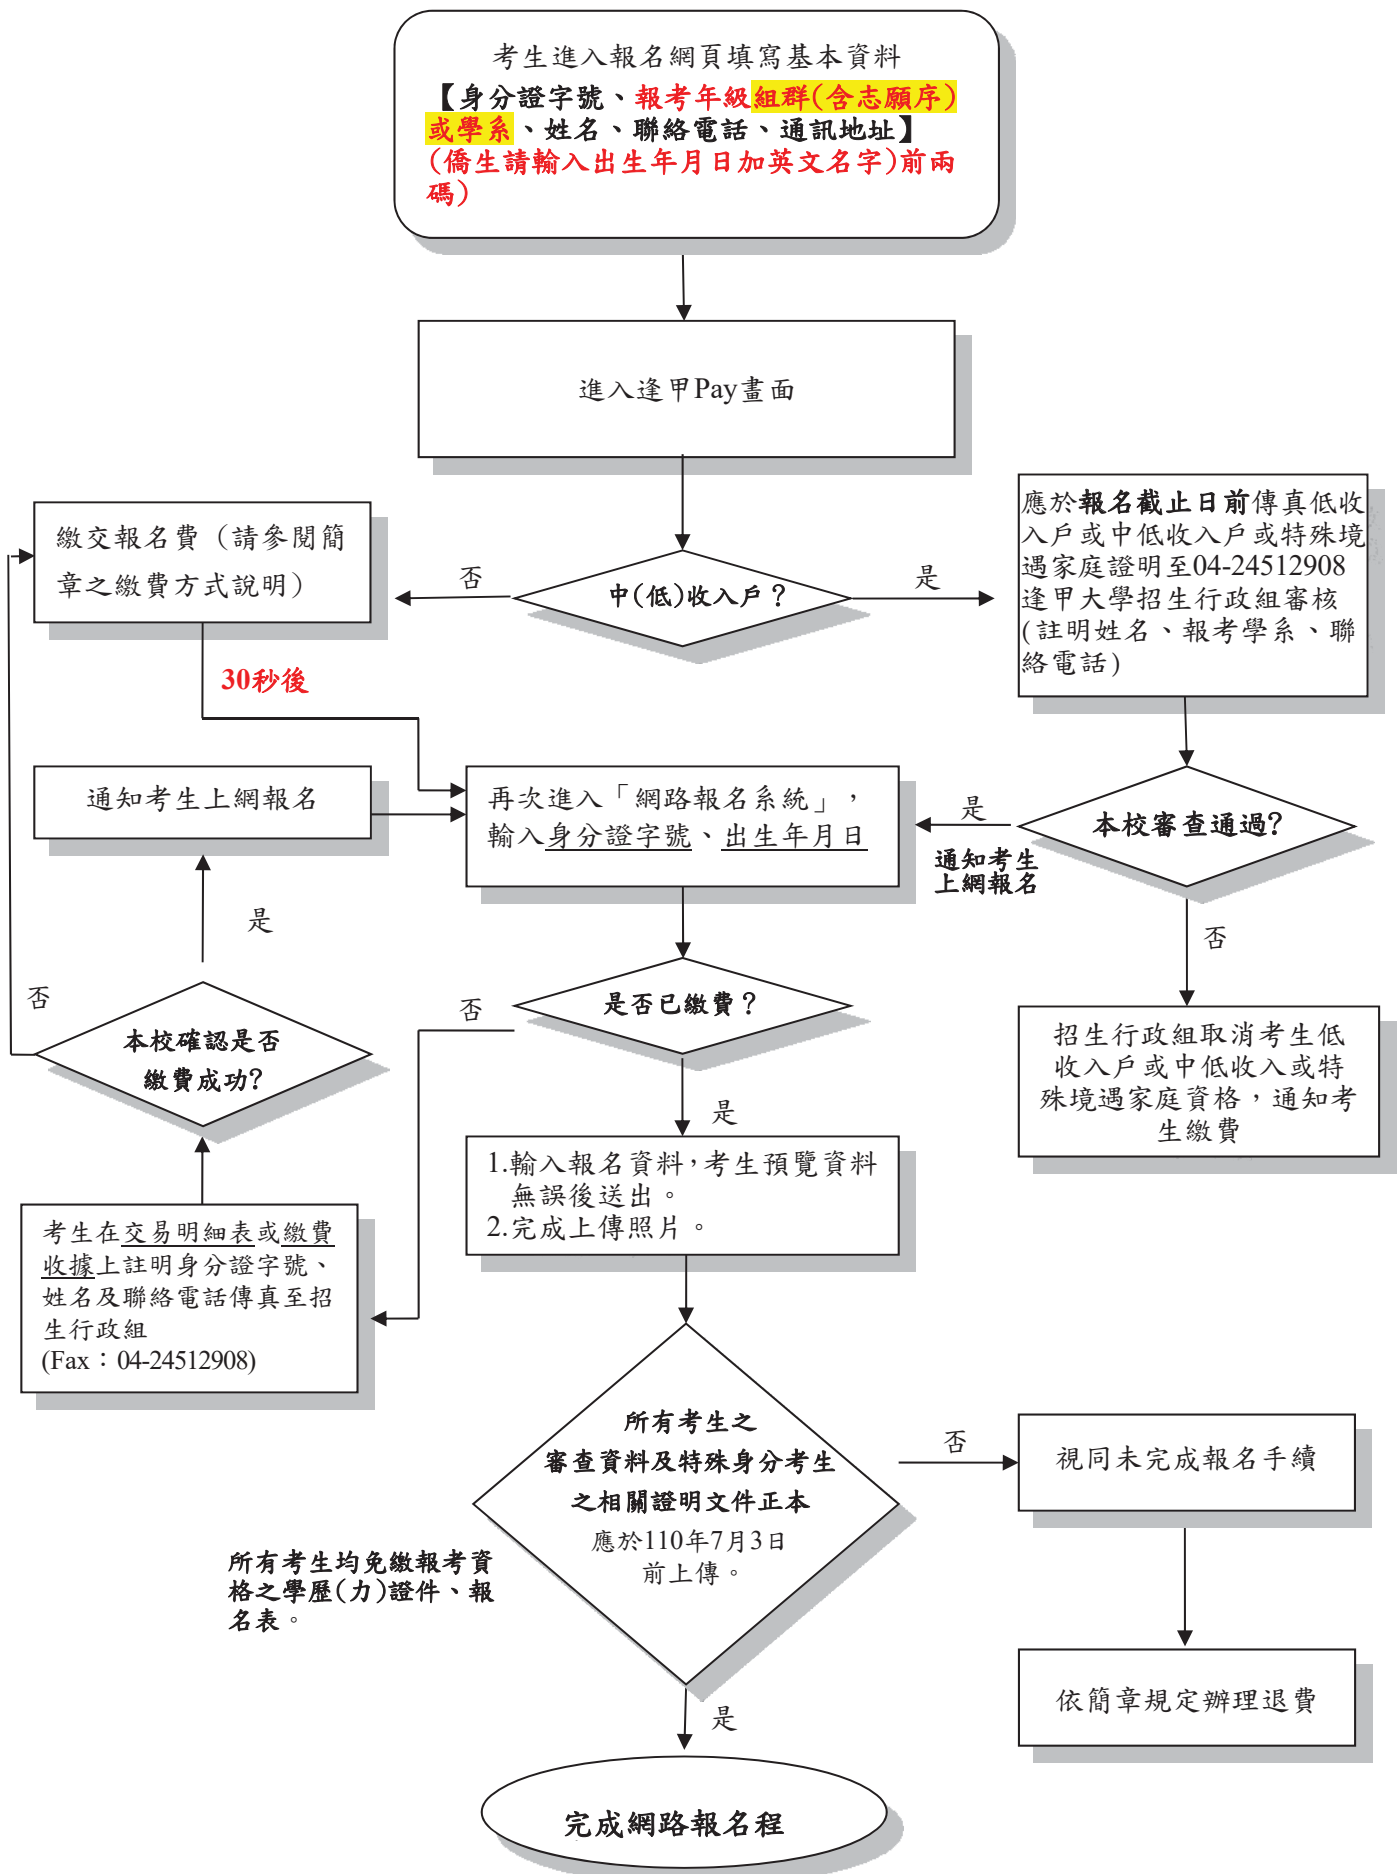 考生進入報名網頁填寫基本資料
【身分證字號、報考年級組群(含志願序)
或學系、姓名、聯絡電話、通訊地址】
(僑生請輸入出生年月日加英文名字)前兩
碼)
進入逢甲Pay畫面
繳交報名費（請參閱簡
章之繳費方式說明）
否
中(低)收入戶？
是
應於報名截止日前傳真低收
入戶或中低收入戶或特殊境
遇家庭證明至04-24512908
逢甲大學招生行政組審核
(註明姓名、報考學系、聯
絡電話)
30秒後
通知考生上網報名
再次進入「網路報名系統」，
輸入身分證字號、出生年月日
是
通知考生
上網報名
本校審查通過?
是
否
否
本校確認是否
繳費成功?
否
是否已繳費？
招生行政組取消考生低
收入戶或中低收入或特
殊境遇家庭資格，通知考
生繳費
是
1.輸入報名資料，考生預覽資料
無誤後送出。
2.完成上傳照片。
考生在交易明細表或繳費
收據上註明身分證字號、
姓名及聯絡電話傳真至招
生行政組
(Fax：04-24512908)
所有考生之
審查資料及特殊身分考生
之相關證明文件正本
應於110年7月3日
前上傳。
否
視同未完成報名手續
所有考生均免繳報考資
格之學歷(力)證件、報
名表。
依簡章規定辦理退費
是
完成網路報名程